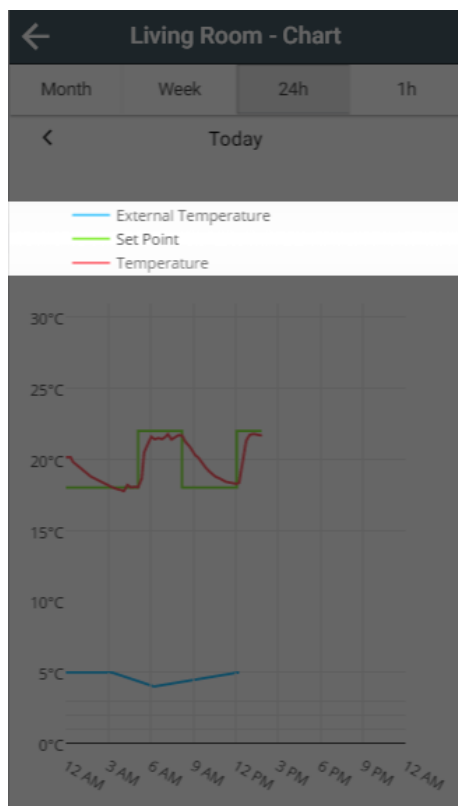 Living Room - Chart
Month Week 24h 1h
Today
External Temperature
Set Point
Temperature
30°C
25°C
20°C
15°C
10°C
5°C
0°C
12 AM 3 AM 6 AM 9 AM 12 PM 3 PM 6 PM 9 PM 12 AM